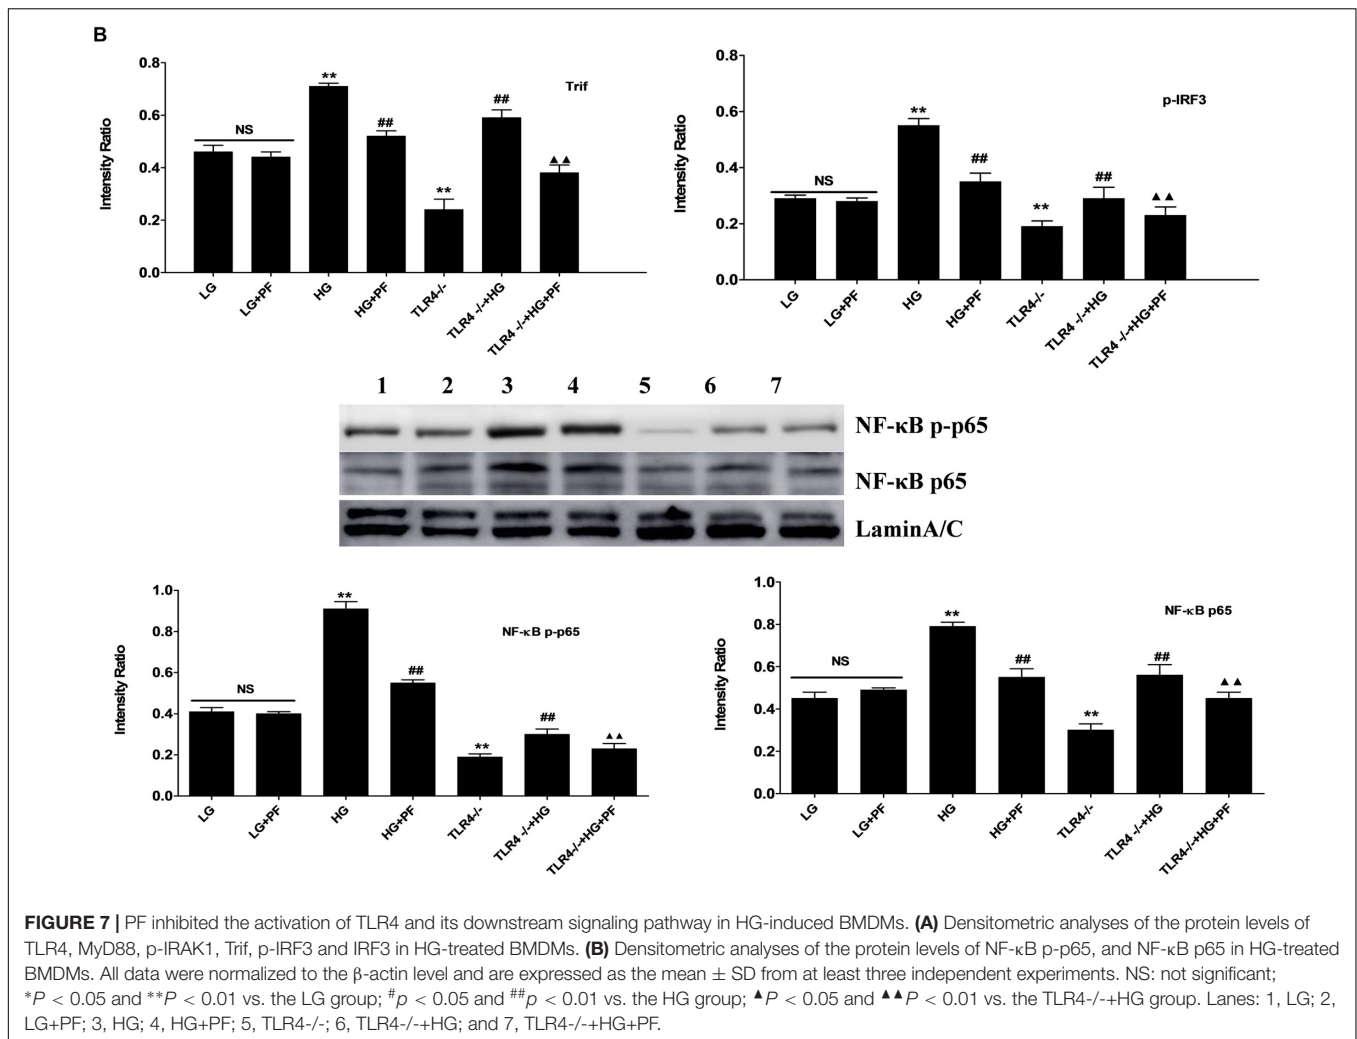 B
Trif
Intensity Ratio
0.8
0.6
0.4
0.2
0.0
NS
**
##
**
##
▲▲
LG
LG+PF
HG
HG+PF
TLR4-/-
TLR4 -/-+HG
TLR4 -/-+HG+PF
p-IRF3
Intensity Ratio
0.8
0.6
0.4
0.2
0.0
NS
**
##
**
##
▲▲
LG
LG+PF
HG
HG+PF
TLR4-/-
TLR4 -/-+HG
TLR4 -/-+HG+PF
1 2 3 4 5 6 7
NF-κB p-p65
NF-κB p65
LaminA/C
NF-κB p-p65
Intensity Ratio
1.0
0.8
0.6
0.4
0.2
0.0
NS
**
##
**
##
▲▲
LG
LG+PF
HG
HG+PF
TLR4-/-
TLR4 -/-+HG
TLR4-/-+HG+PF
NF-κB p65
Intensity Ratio
1.0
0.8
0.6
0.4
0.2
0.0
NS
**
##
**
##
▲▲
LG
LG+PF
HG
HG+PF
TLR4-/-
TLR4 -/-+HG
TLR4-/-+HG+PF
FIGURE 7 | PF inhibited the activation of TLR4 and its downstream signaling pathway in HG-induced BMDMs. (A) Densitometric analyses of the protein levels of
TLR4, MyD88, p-IRAK1, Trif, p-IRF3 and IRF3 in HG-treated BMDMs. (B) Densitometric analyses of the protein levels of NF-κB p-p65, and NF-κB p65 in HG-treated
BMDMs. All data were normalized to the β-actin level and are expressed as the mean ± SD from at least three independent experiments. NS: not significant;
*P < 0.05 and **P < 0.01 vs. the LG group; #p < 0.05 and ##p < 0.01 vs. the HG group; ▲P < 0.05 and ▲▲P < 0.01 vs. the TLR4-/-+HG group. Lanes: 1, LG; 2,
LG+PF; 3, HG; 4, HG+PF; 5, TLR4-/-; 6, TLR4-/-+HG; and 7, TLR4-/-+HG+PF.